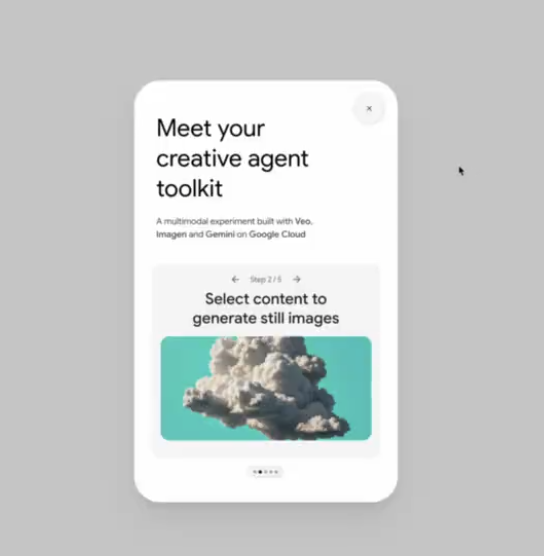 Meet your
creative agent
toolkit
A multimodal experiment built with Veo,
Imagen and Gemini on Google Cloud
Step 2 / 5
Select content to
generate still images